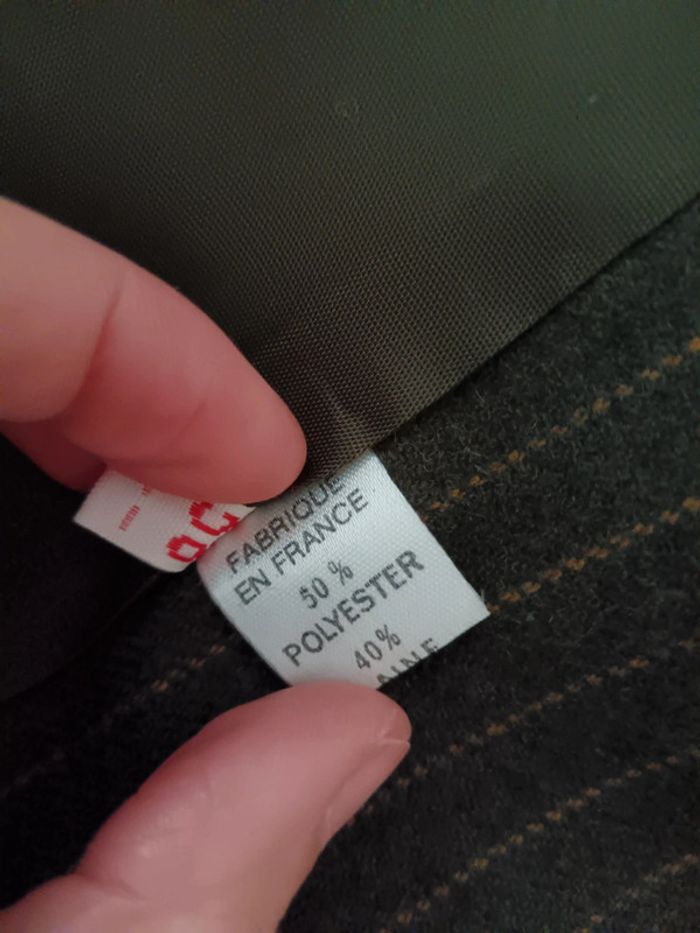 FABRIQUE
EN FRANCE
50 %
POLYESTER
40%